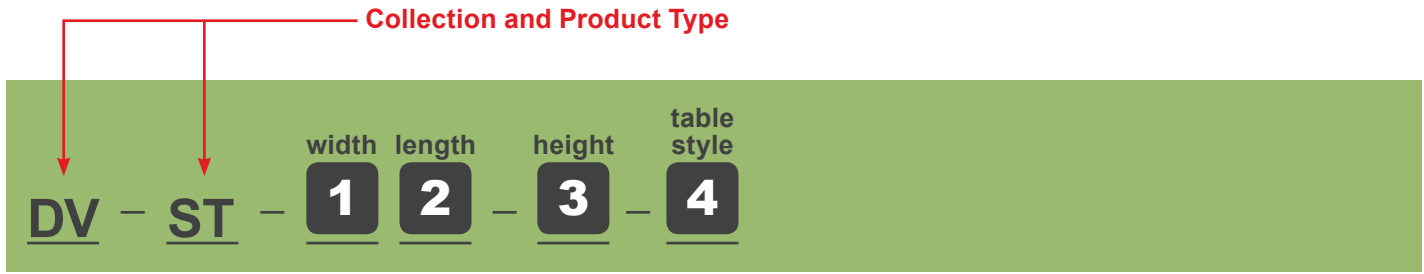 Collection and Product Type
table
width length height style
DV – ST – 1 2 – 3 – 4